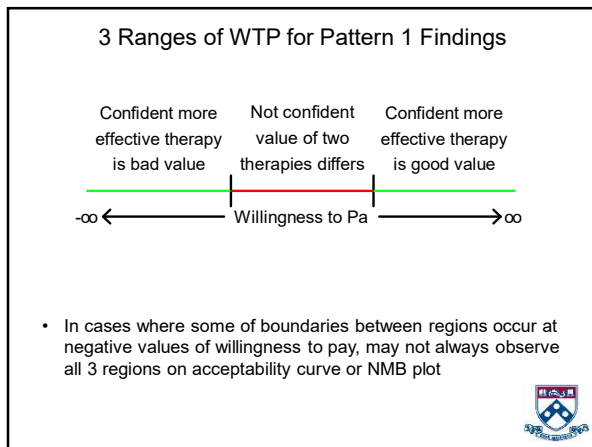 3 Ranges of WTP for Pattern 1 Findings
Confident more effective therapy is bad value
Not confident value of two therapies differs
Confident more effective therapy is good value
-∞ Willingness to Pa ∞
• In cases where some of boundaries between regions occur at
negative values of willingness to pay, may not always observe
all 3 regions on acceptability curve or NMB plot